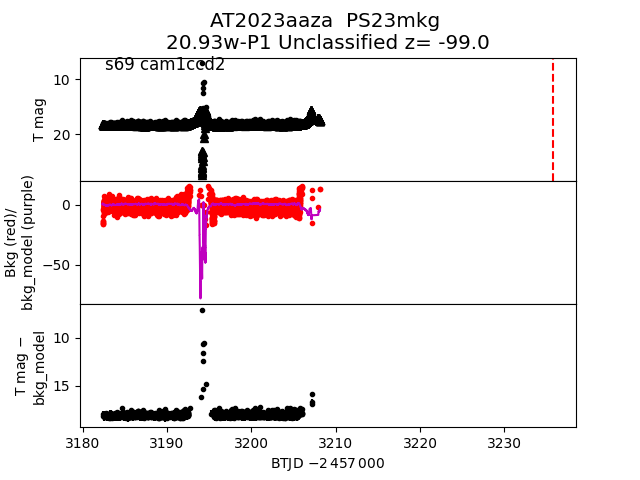 AT2023aaza PS23mkg
20.93w-P1 Unclassified z= -99.0
s69 cam1ccd2
T mag
10
20
Bkg (red)/
bkg_model (purple)
0
−50
T mag −
bkg_model
10
15
3180 3190 3200 3210 3220 3230
BTJD −2 457 000